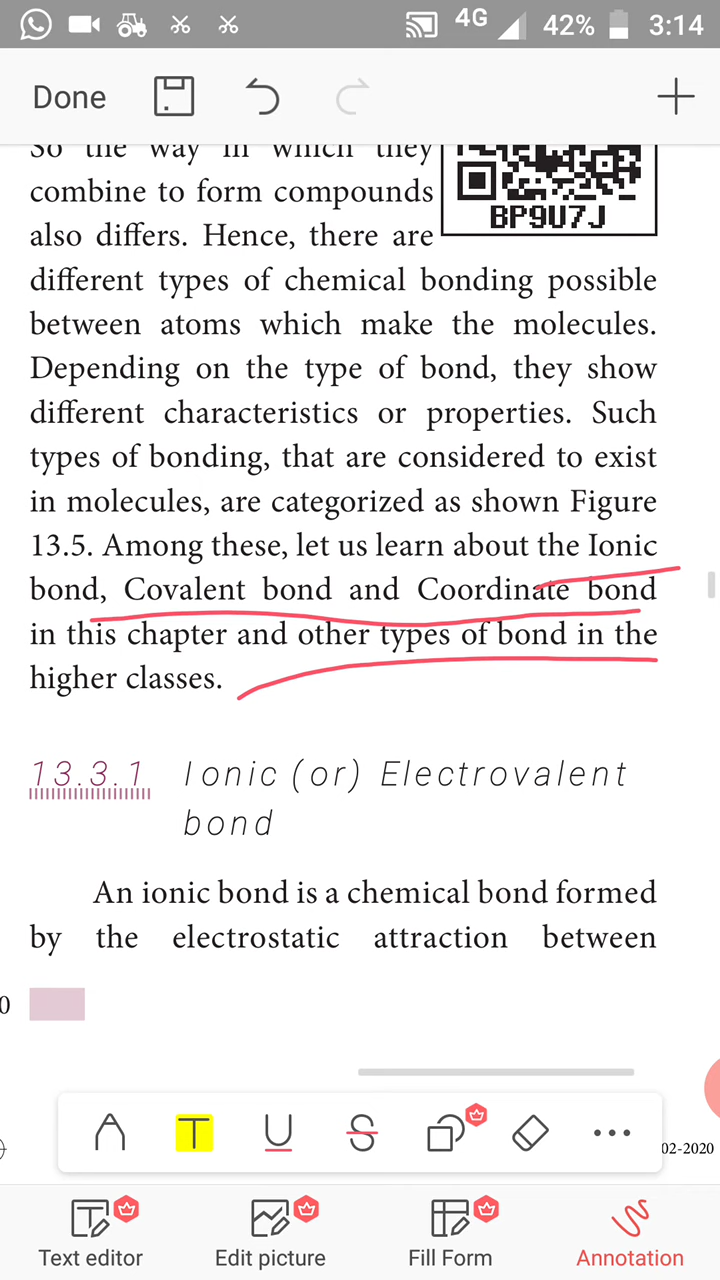 4G 42% 3:14
Done
So the way in which they
combine to form compounds
also differs. Hence, there are
BP9U7J
different types of chemical bonding possible
between atoms which make the molecules.
Depending on the type of bond, they show
different characteristics or properties. Such
types of bonding, that are considered to exist
in molecules, are categorized as shown Figure
13.5. Among these, let us learn about the Ionic
bond, Covalent bond and Coordinate bond
in this chapter and other types of bond in the
higher classes.
13.3.1 Ionic (or) Electrovalent
bond
An ionic bond is a chemical bond formed
by the electrostatic attraction between
0
T U S
02-2020
Text editor Edit picture Fill Form Annotation